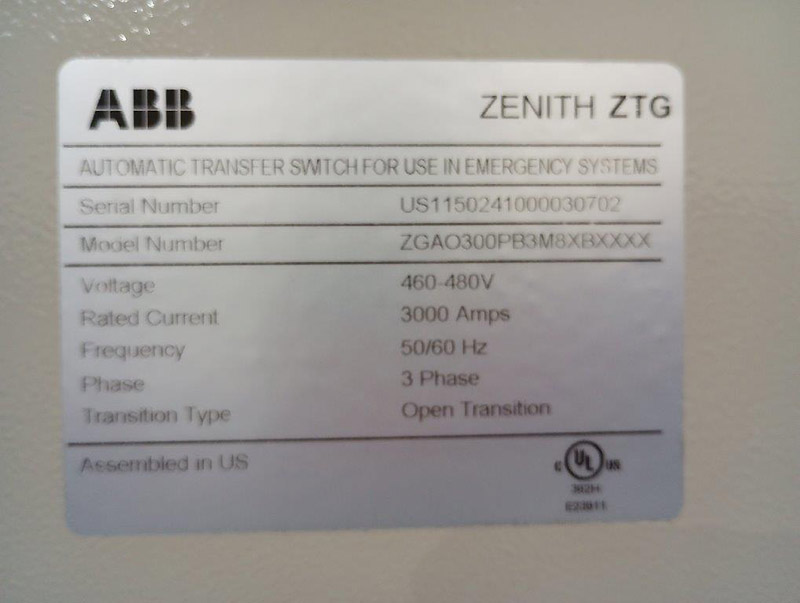 ABB ZENITH ZTG
AUTOMATIC TRANSFER SWITCH FOR USE IN EMERGENCY SYSTEMS
Serial Number US1150241000030702
Model Number ZGAO300PB3M8XBXXXX
Voltage 460-480V
Rated Current 3000 Amps
Frequency 50/60 Hz
Phase 3 Phase
Transition Type Open Transition
Assembled in US
C UL US